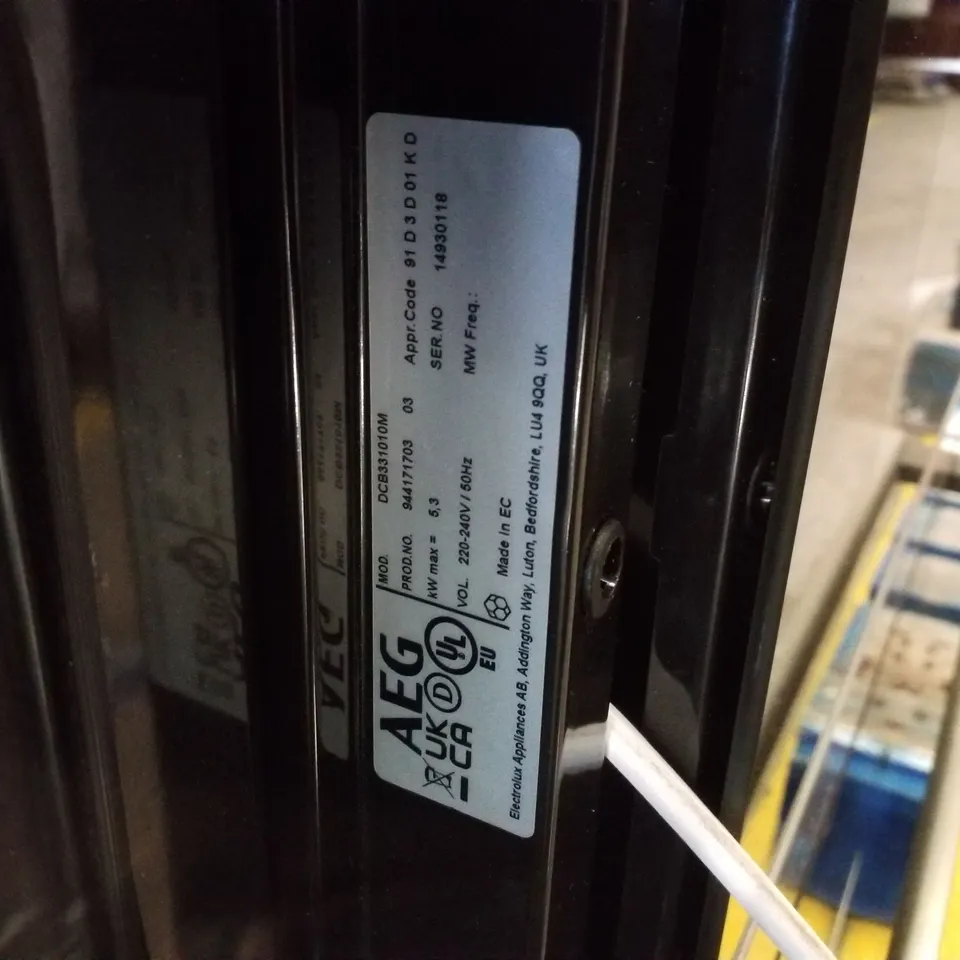 AEG
UK
CA
D
UL
EU
MOD. DCB331010M
PROD.NO. 944171703 03 Appr.Code 91 D 3 D 01 K D
kW max = 5,3 SER.NO 14930118
VOL. 220-240V / 50Hz MW Freq.:
Made in EC
Electrolux Appliances AB, Addington Way, Luton, Bedfordshire, LU4 9QQ, UK